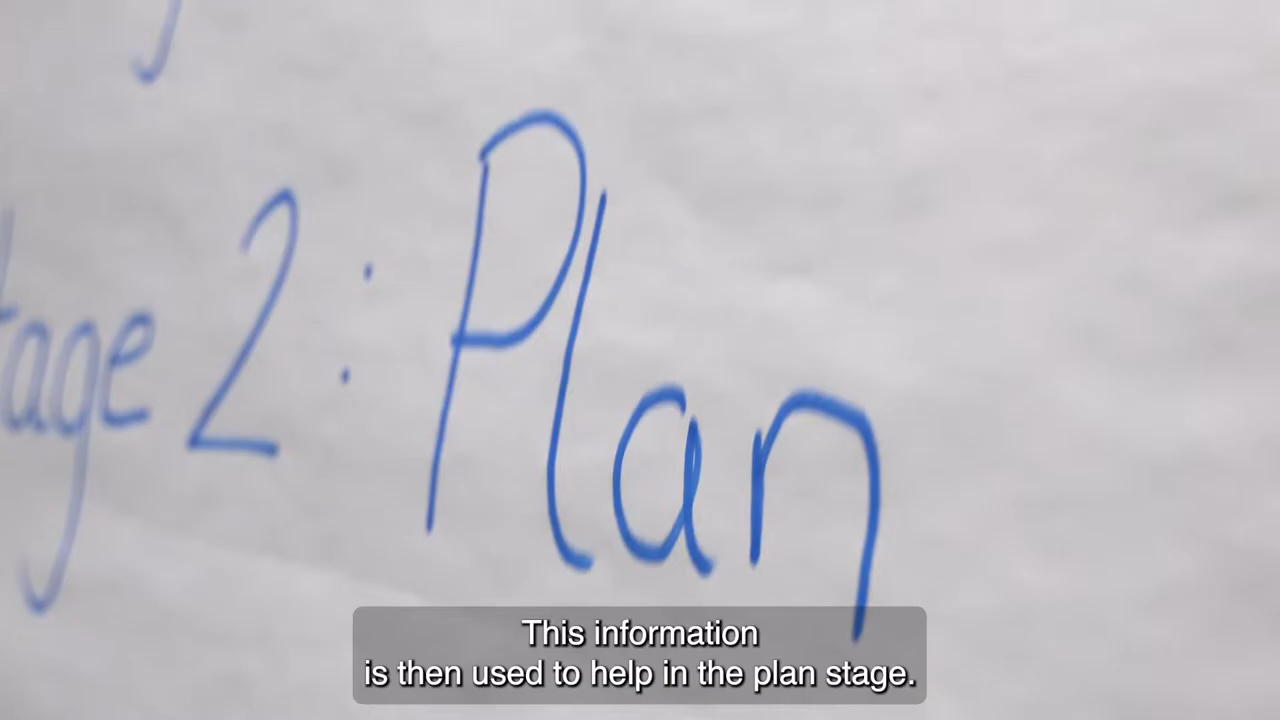 tage 2: Plan
This information
is then used to help in the plan stage.